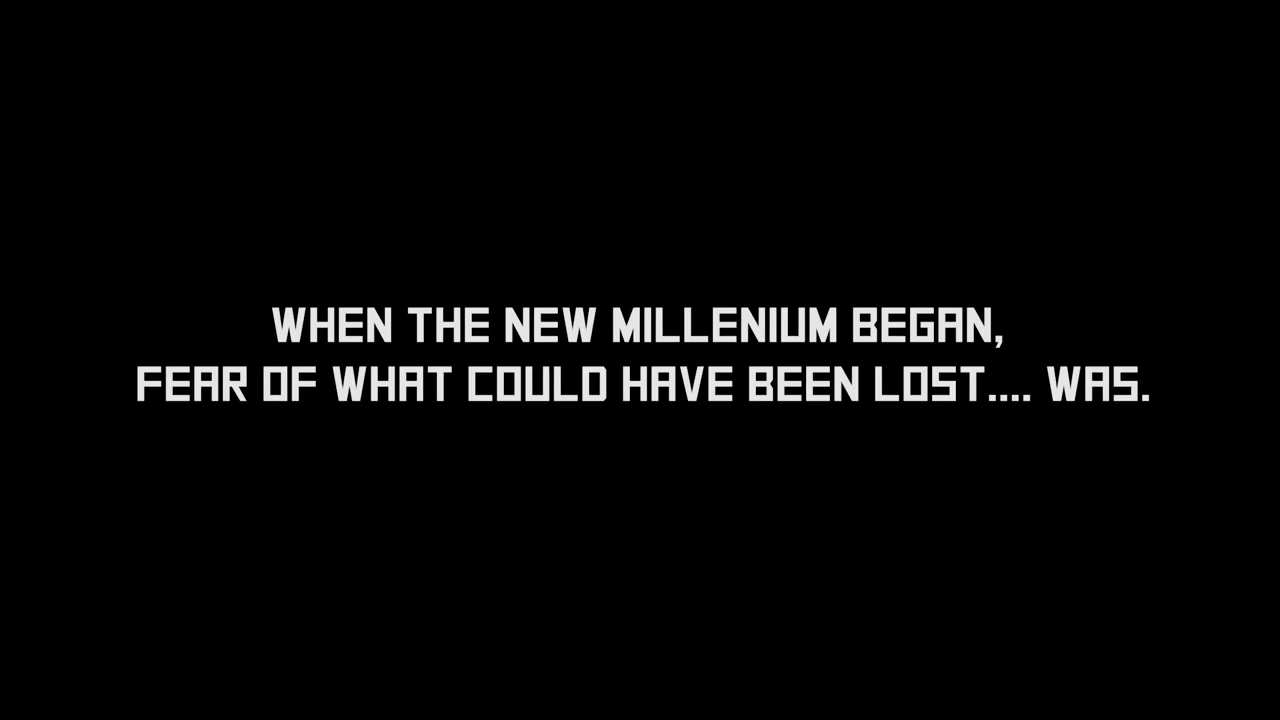 WHEN THE NEW MILLENIUM BEGAN,
FEAR OF WHAT COULD HAVE BEEN LOST.... WAS.